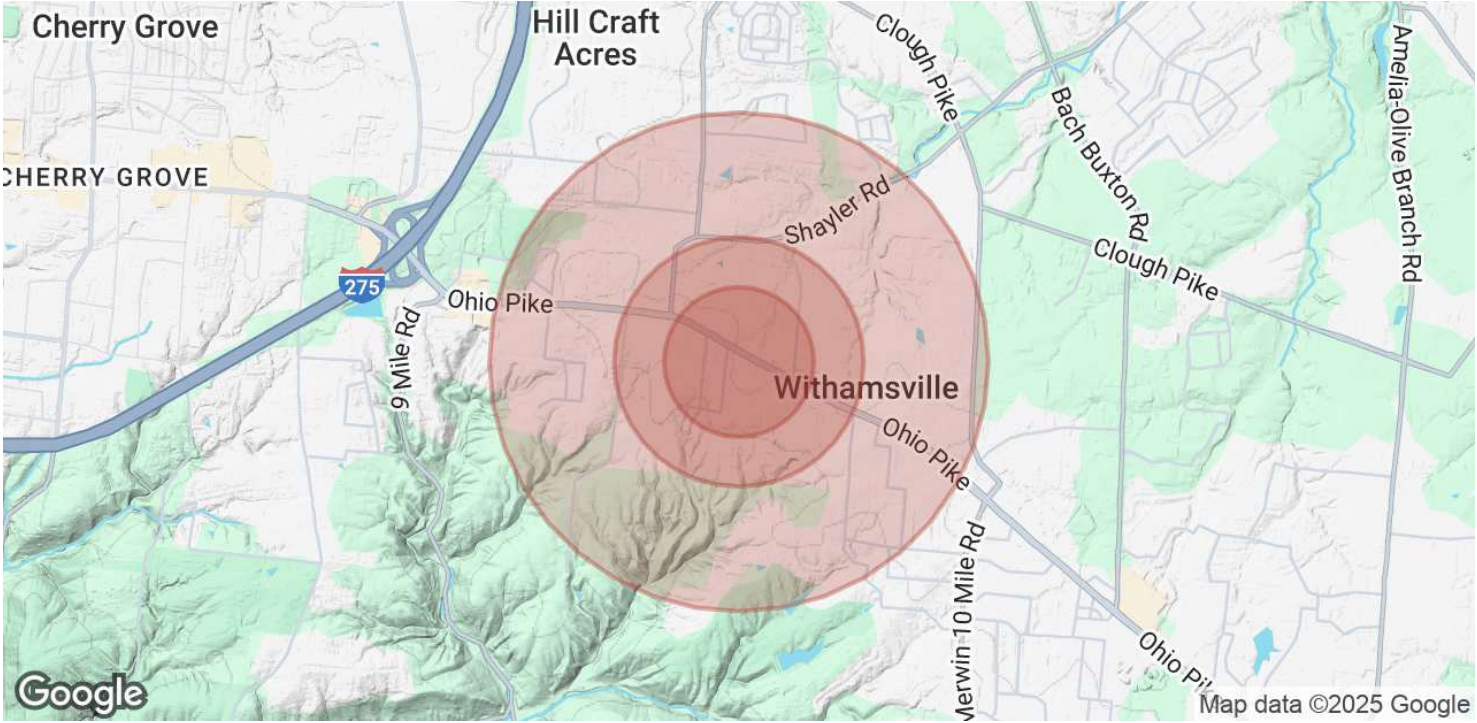 Cherry Grove
Hill Craft
Acres
Clough Pike
Bach Buxton Rd
Amelia-Olive Branch Rd
CHERRY GROVE
Shayler Rd
Clough Pike
275
Ohio Pike
9 Mile Rd
Withamsville
Ohio Pike
Merwin 10 Mile Rd
Ohio Pik
Google
Map data ©2025 Google